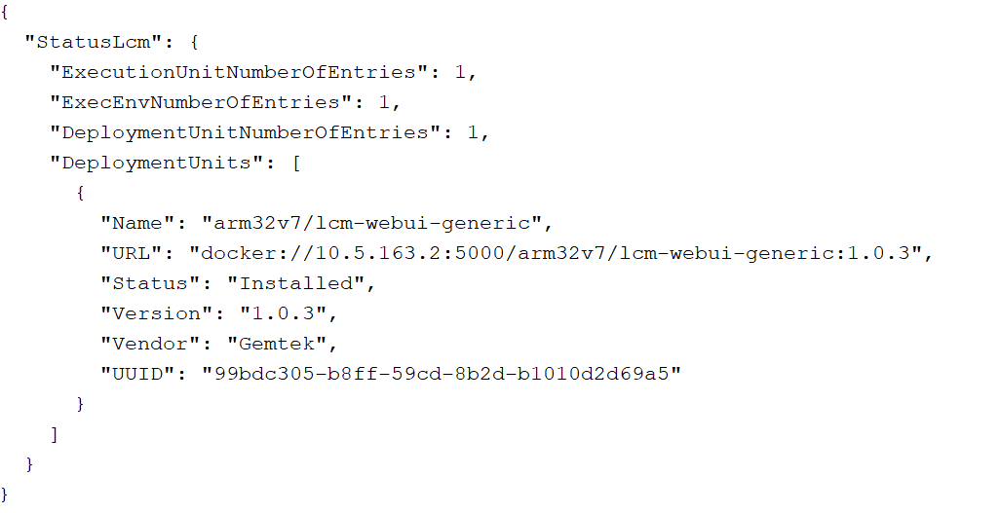 {
  "StatusLcm": {
    "ExecutionUnitNumberOfEntries": 1,
    "ExecEnvNumberOfEntries": 1,
    "DeploymentUnitNumberOfEntries": 1,
    "DeploymentUnits": [
      {
        "Name": "arm32v7/lcm-webui-generic",
        "URL": "docker://10.5.163.2:5000/arm32v7/lcm-webui-generic:1.0.3",
        "Status": "Installed",
        "Version": "1.0.3",
        "Vendor": "Gemtek",
        "UUID": "99bdc305-b8ff-59cd-8b2d-b1010d2d69a5"
      }
    ]
  }
}